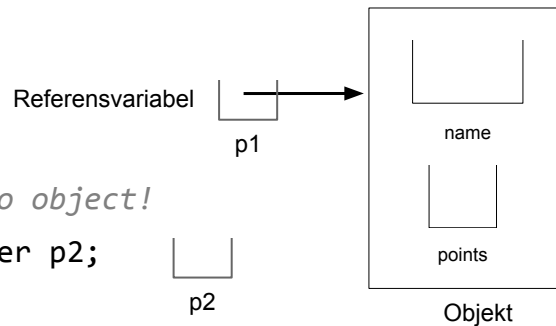 Referensvariabel
p1
name
points
Objekt
o object!
er p2;
p2